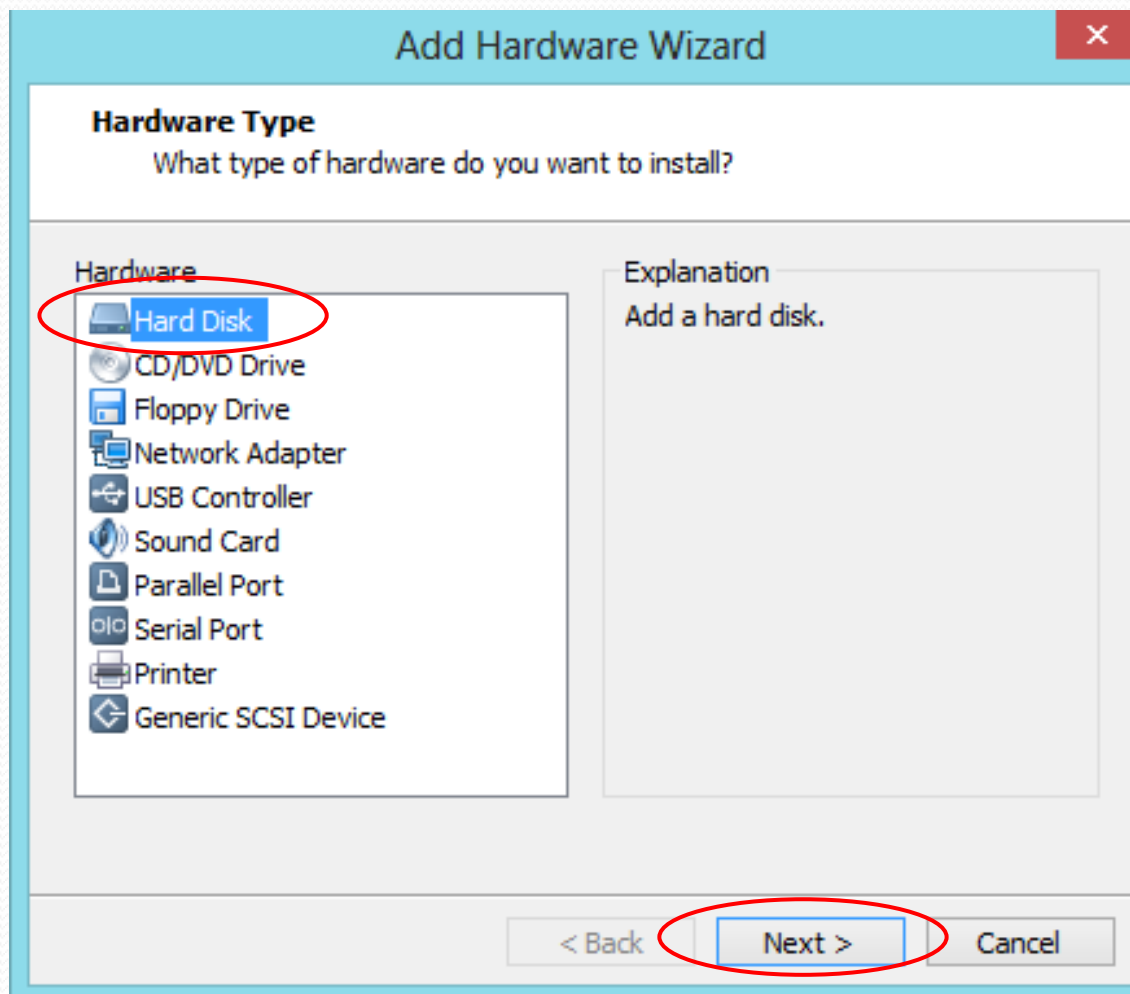 Add Hardware Wizard
Hardware Type
What type of hardware do you want to install?
Hardware
Hard Disk
CD/DVD Drive
Floppy Drive
Network Adapter
USB Controller
Sound Card
Parallel Port
Serial Port
Printer
Generic SCSI Device
Explanation
Add a hard disk.
< Back
Next >
Cancel